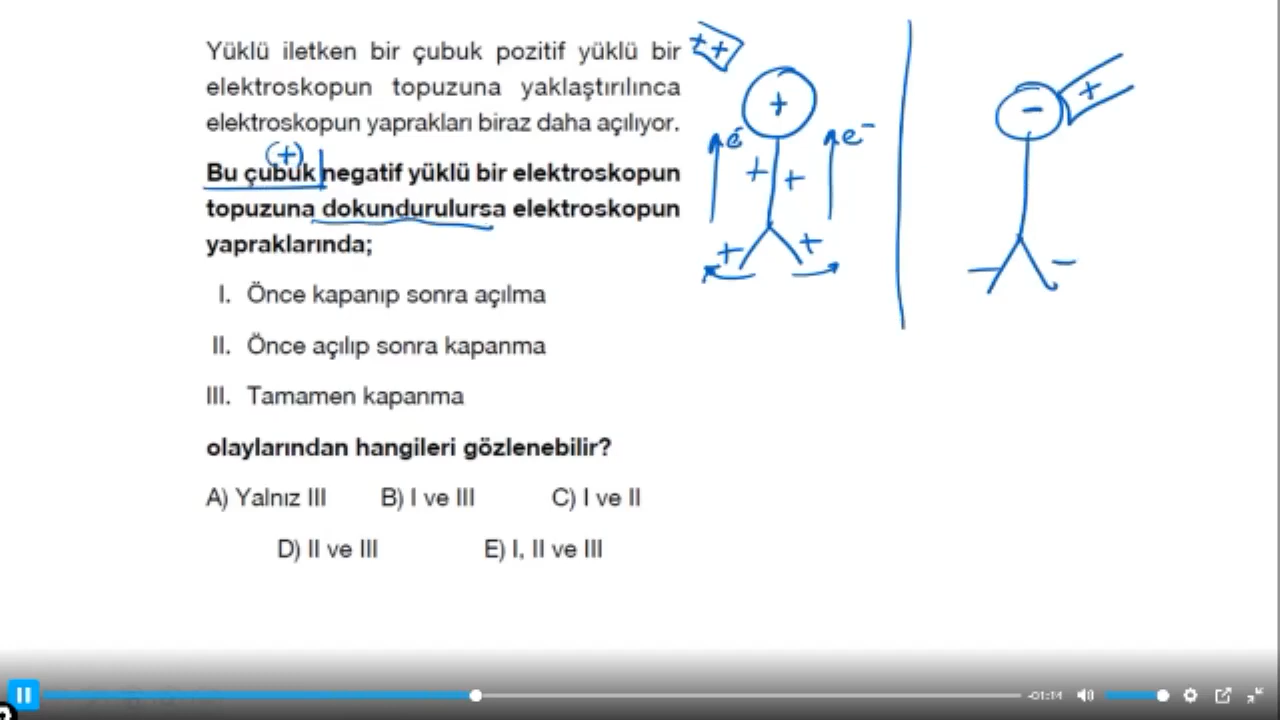 Yüklü iletken bir çubuk pozitif yüklü bir
elektroskopun topuzuna yaklaştırılınca
elektroskopun yaprakları biraz daha açılıyor.
(+)
Bu çubuk negatif yüklü bir elektroskopun
topuzuna dokundurulursa elektroskopun
yapraklarında;
I. Önce kapanıp sonra açılma
II. Önce açılıp sonra kapanma
III. Tamamen kapanma
olaylarından hangileri gözlenebilir?
A) Yalnız III B) I ve III C) I ve II
D) II ve III E) I, II ve III
++
+
e⁻ e⁻
+ +
+ +
+
-
- -
-01:14